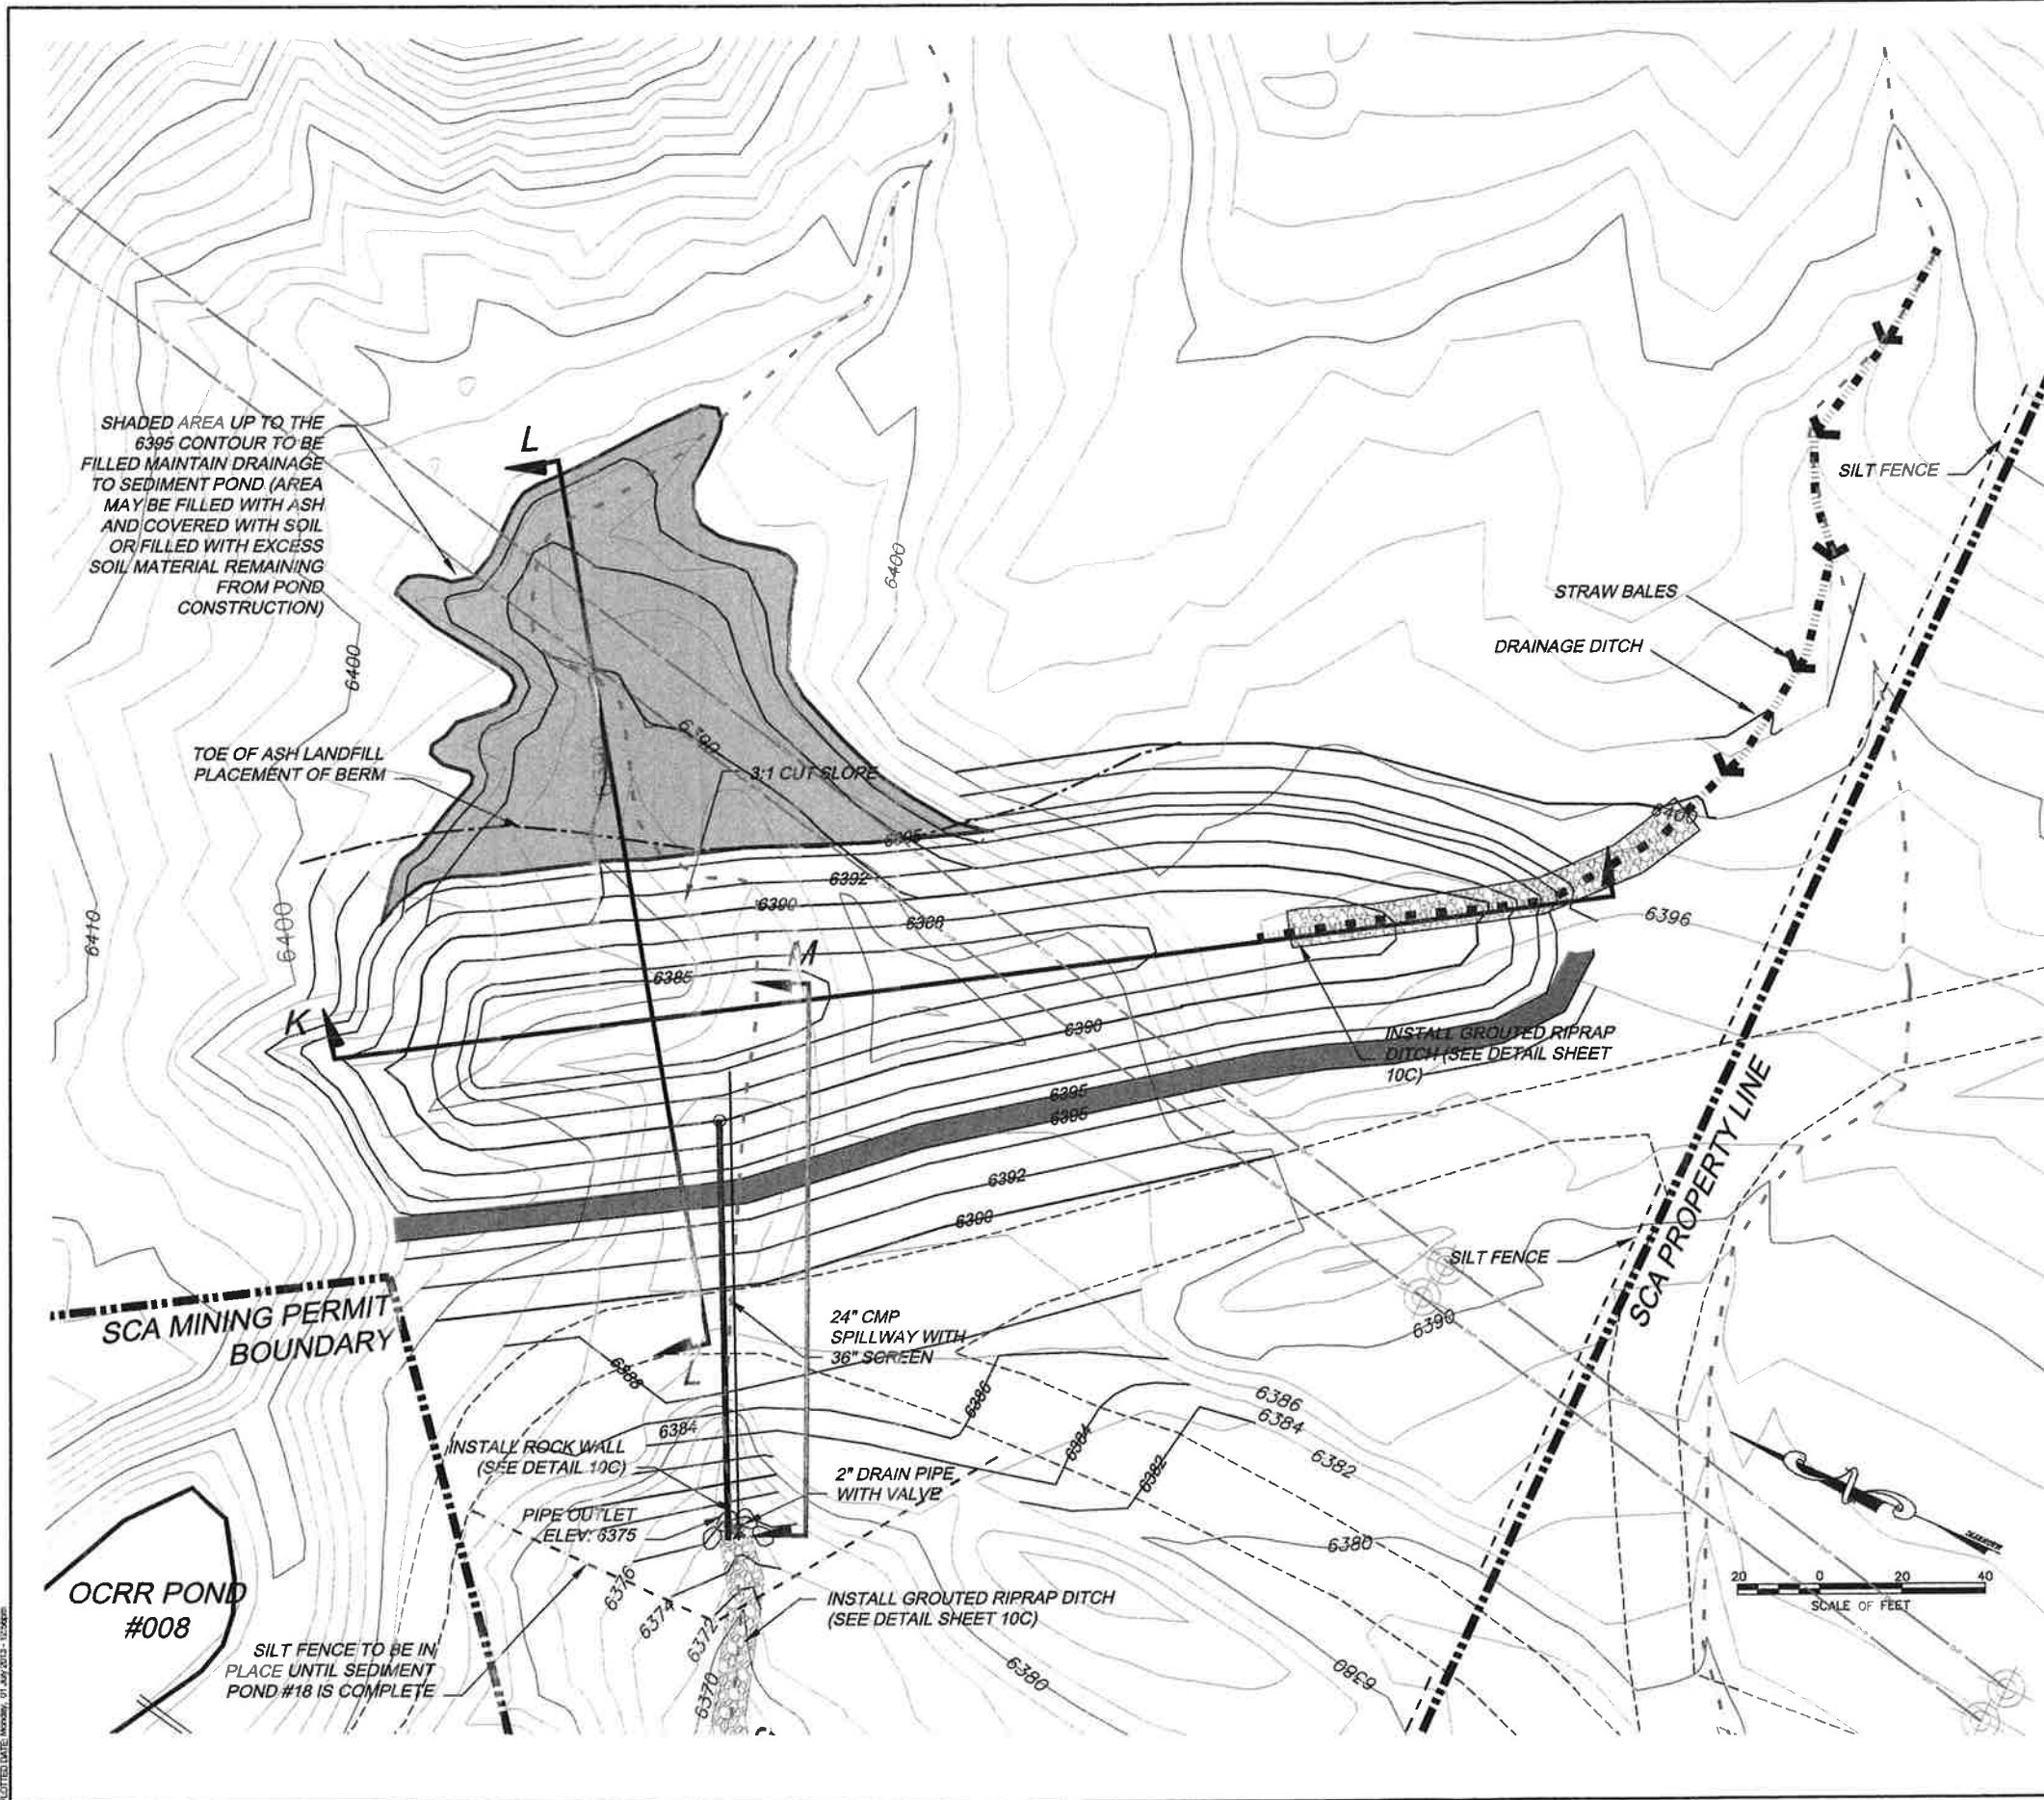 SHADED AREA UP TO THE
6395 CONTOUR TO BE
FILLED MAINTAIN DRAINAGE
TO SEDIMENT POND (AREA
MAY BE FILLED WITH ASH
AND COVERED WITH SOIL
OR FILLED WITH EXCESS
SOIL MATERIAL REMAINING
FROM POND
CONSTRUCTION)
L
SILT FENCE
6400
STRAW BALES
DRAINAGE DITCH
6400
6390
TOE OF ASH LANDFILL
PLACEMENT OF BERM
3:1 CUT SLOPE
6400
6395
6392
6390
6388
6396
6410
6400
M
6385
K
6390
INSTALL GROUTED RIPRAP
DITCH (SEE DETAIL SHEET
10C)
6395
6395
6392
6390
SILT FENCE
SCA PROPERTY LINE
SCA MINING PERMIT
BOUNDARY
24" CMP
SPILLWAY WITH
36" SCREEN
6390
L
6388
6386
6386
6384
6384
6384
6382
6382
INSTALL ROCK WALL
(SEE DETAIL 10C)
2" DRAIN PIPE
WITH VALVE
PIPE OUTLET
ELEV: 6375
6380
OCRR POND
#008
6376
6374
6372
6370
INSTALL GROUTED RIPRAP DITCH
(SEE DETAIL SHEET 10C)
20 0 20 40
SCALE OF FEET
SILT FENCE TO BE IN
PLACE UNTIL SEDIMENT
POND #18 IS COMPLETE
6380
6380
PLOTTED DATE: Monday, 01 July 2013